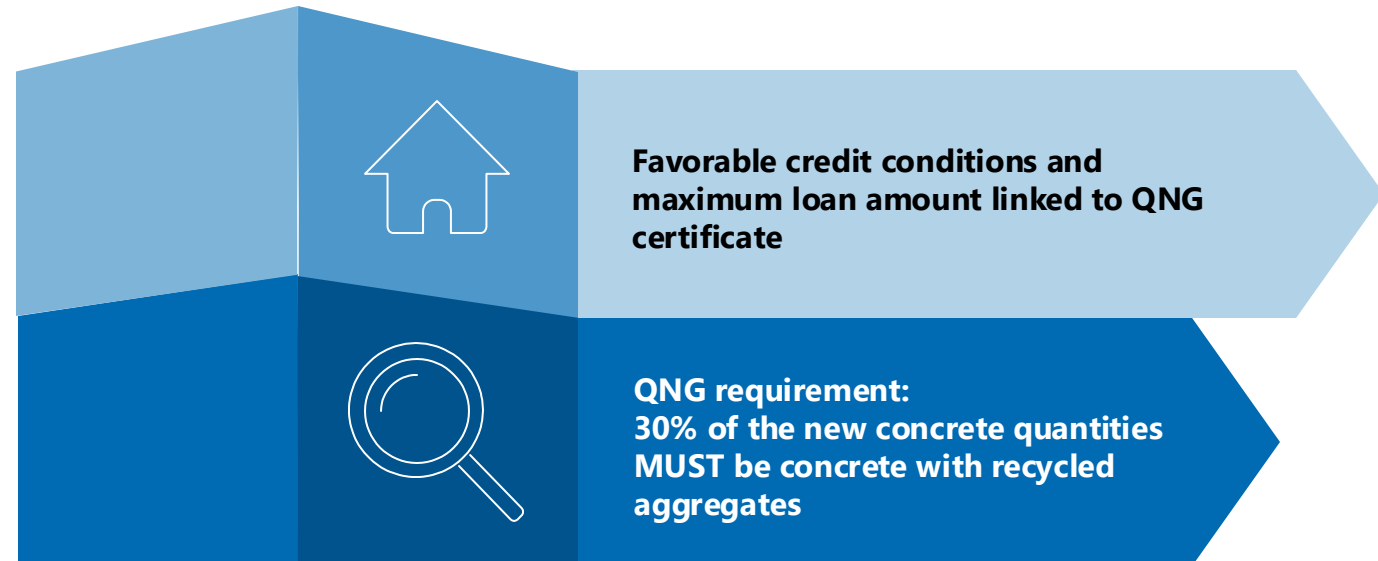 Favorable credit conditions and
maximum loan amount linked to QNG
certificate
QNG requirement:
30% of the new concrete quantities
MUST be concrete with recycled
aggregates